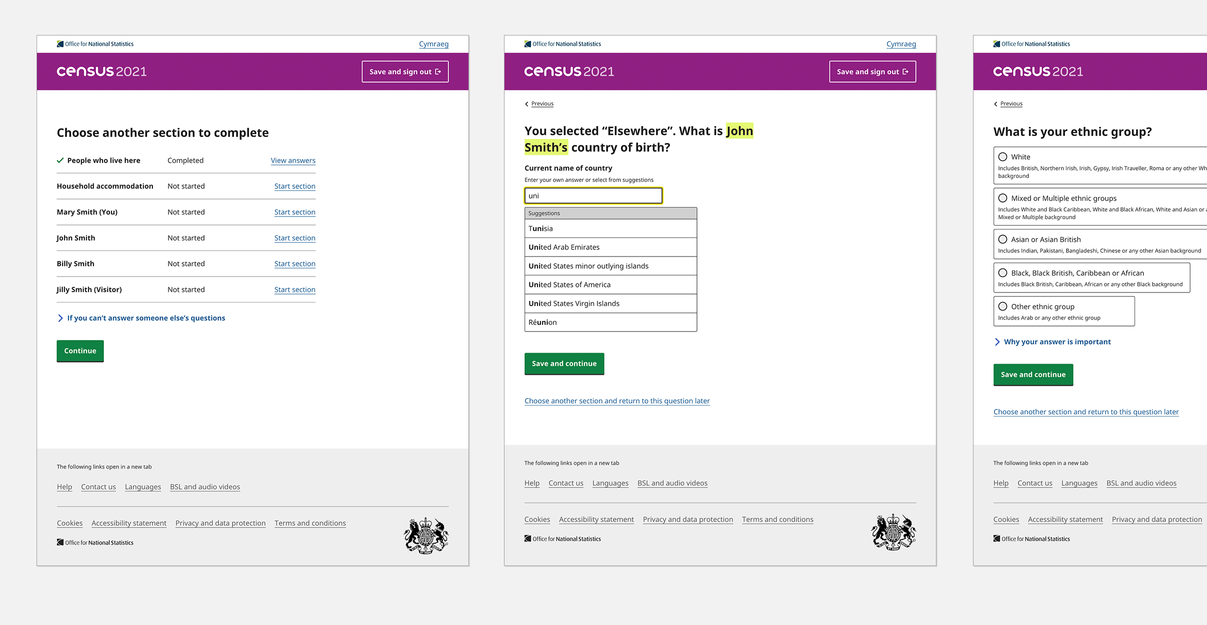 Office for National Statistics
Cymraeg
census 2021
Save and sign out
Choose another section to complete
People who live here Completed View answers
Household accommodation Not started Start section
Mary Smith (You) Not started Start section
John Smith Not started Start section
Billy Smith Not started Start section
Jilly Smith (Visitor) Not started Start section
If you can't answer someone else's questions
Continue
The following links open in a new tab
Help Contact us Languages BSL and audio videos
Cookies Accessibility statement Privacy and data protection Terms and conditions
Office for National Statistics
Office for National Statistics
Cymraeg
census 2021
Save and sign out
Previous
You selected “Elsewhere”. What is John
Smith’s country of birth?
Current name of country
Enter your own answer or select from suggestions
uni
Suggestions
Tunisia
United Arab Emirates
United States minor outlying islands
United States of America
United States Virgin Islands
Réunion
Save and continue
Choose another section and return to this question later
The following links open in a new tab
Help Contact us Languages BSL and audio videos
Cookies Accessibility statement Privacy and data protection Terms and conditions
Office for National Statistics
Office for National Statistics
census 2021
Previous
What is your ethnic group?
White
Includes British, Northern Irish, Irish, Gypsy, Irish Traveller, Roma or any other Wh
background
Mixed or Multiple ethnic groups
Includes White and Black Caribbean, White and Black African, White and Asian or a
Mixed or Multiple background
Asian or Asian British
Includes Indian, Pakistani, Bangladeshi, Chinese or any other Asian background
Black, Black British, Caribbean or African
Includes Black British, Caribbean, African or any other Black background
Other ethnic group
Includes Arab or any other ethnic group
Why your answer is important
Save and continue
Choose another section and return to this question later
The following links open in a new tab
Help Contact us Languages BSL and audio videos
Cookies Accessibility statement Privacy and data protection
Office for National Statistics